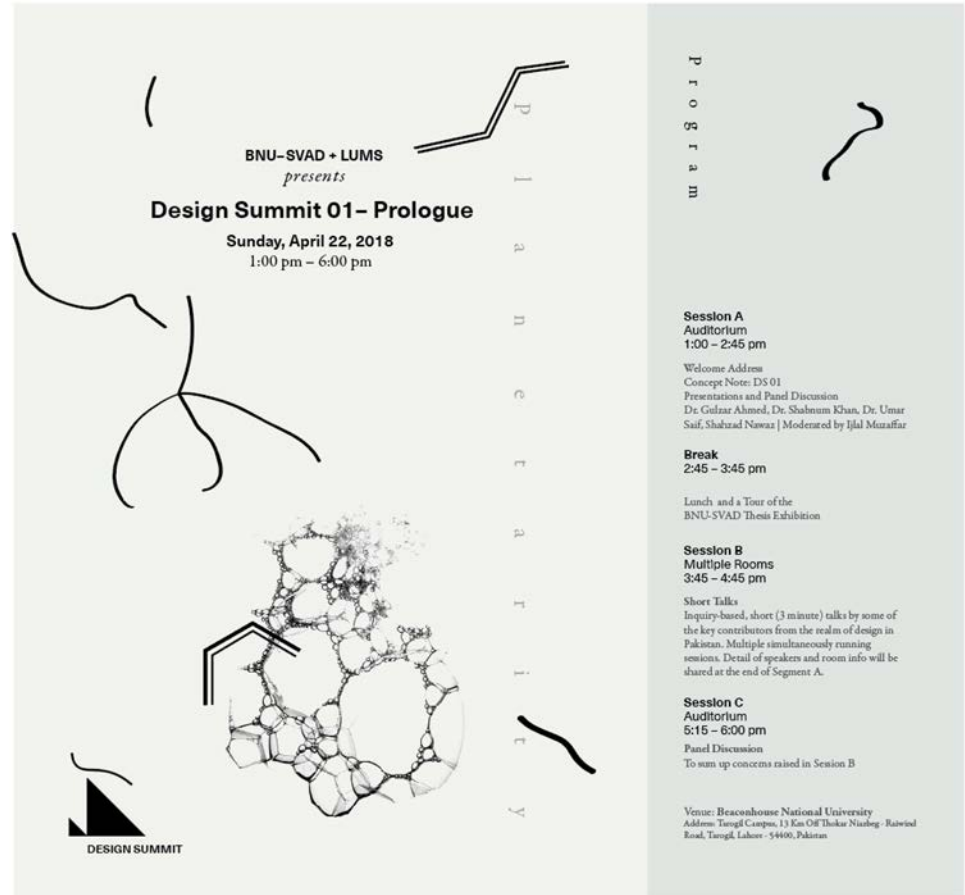 BNU–SVAD + LUMS
presents
Design Summit 01– Prologue
Sunday, April 22, 2018
1:00 pm – 6:00 pm
Planetarity
DESIGN SUMMIT
Program
Session A
Auditorium
1:00 – 2:45 pm
Welcome Address
Concept Note: DS 01
Presentations and Panel Discussion
Dr. Gulzar Ahmed, Dr. Shabnum Khan, Dr. Umar
Saif, Shahzad Nawaz | Moderated by Ijlal Muzaffar
Break
2:45 – 3:45 pm
Lunch and a Tour of the
BNU-SVAD Thesis Exhibition
Session B
Multiple Rooms
3:45 – 4:45 pm
Short Talks
Inquiry-based, short (3 minute) talks by some of
the key contributors from the realm of design in
Pakistan. Multiple simultaneously running
sessions. Detail of speakers and room info will be
shared at the end of Segment A.
Session C
Auditorium
5:15 – 6:00 pm
Panel Discussion
To sum up concerns raised in Session B
Venue: Beaconhouse National University
Address: Tarogil Campus, 13 Km Off Thokar Niazbeg - Raiwind
Road, Tarogil, Lahore - 54400, Pakistan